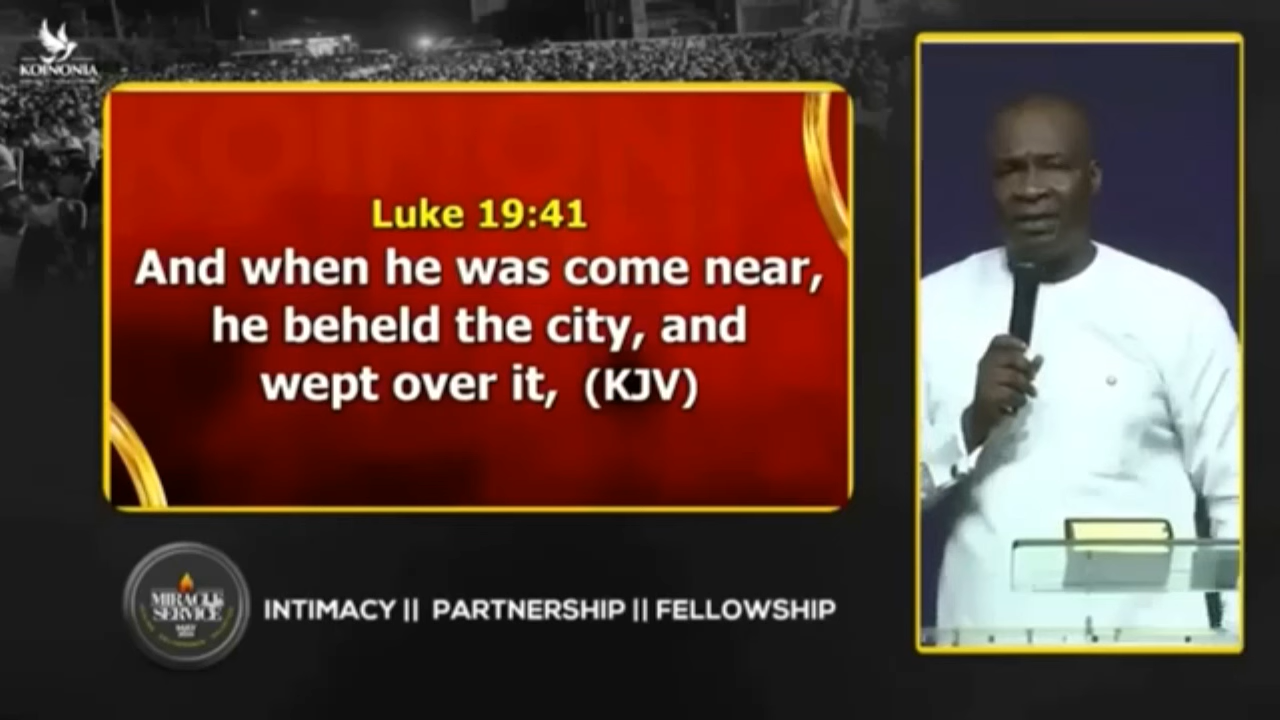 KOINONIA
Luke 19:41
And when he was come near,
he beheld the city, and
wept over it, (KJV)
MIRACLE
SERVICE
INTIMACY || PARTNERSHIP || FELLOWSHIP